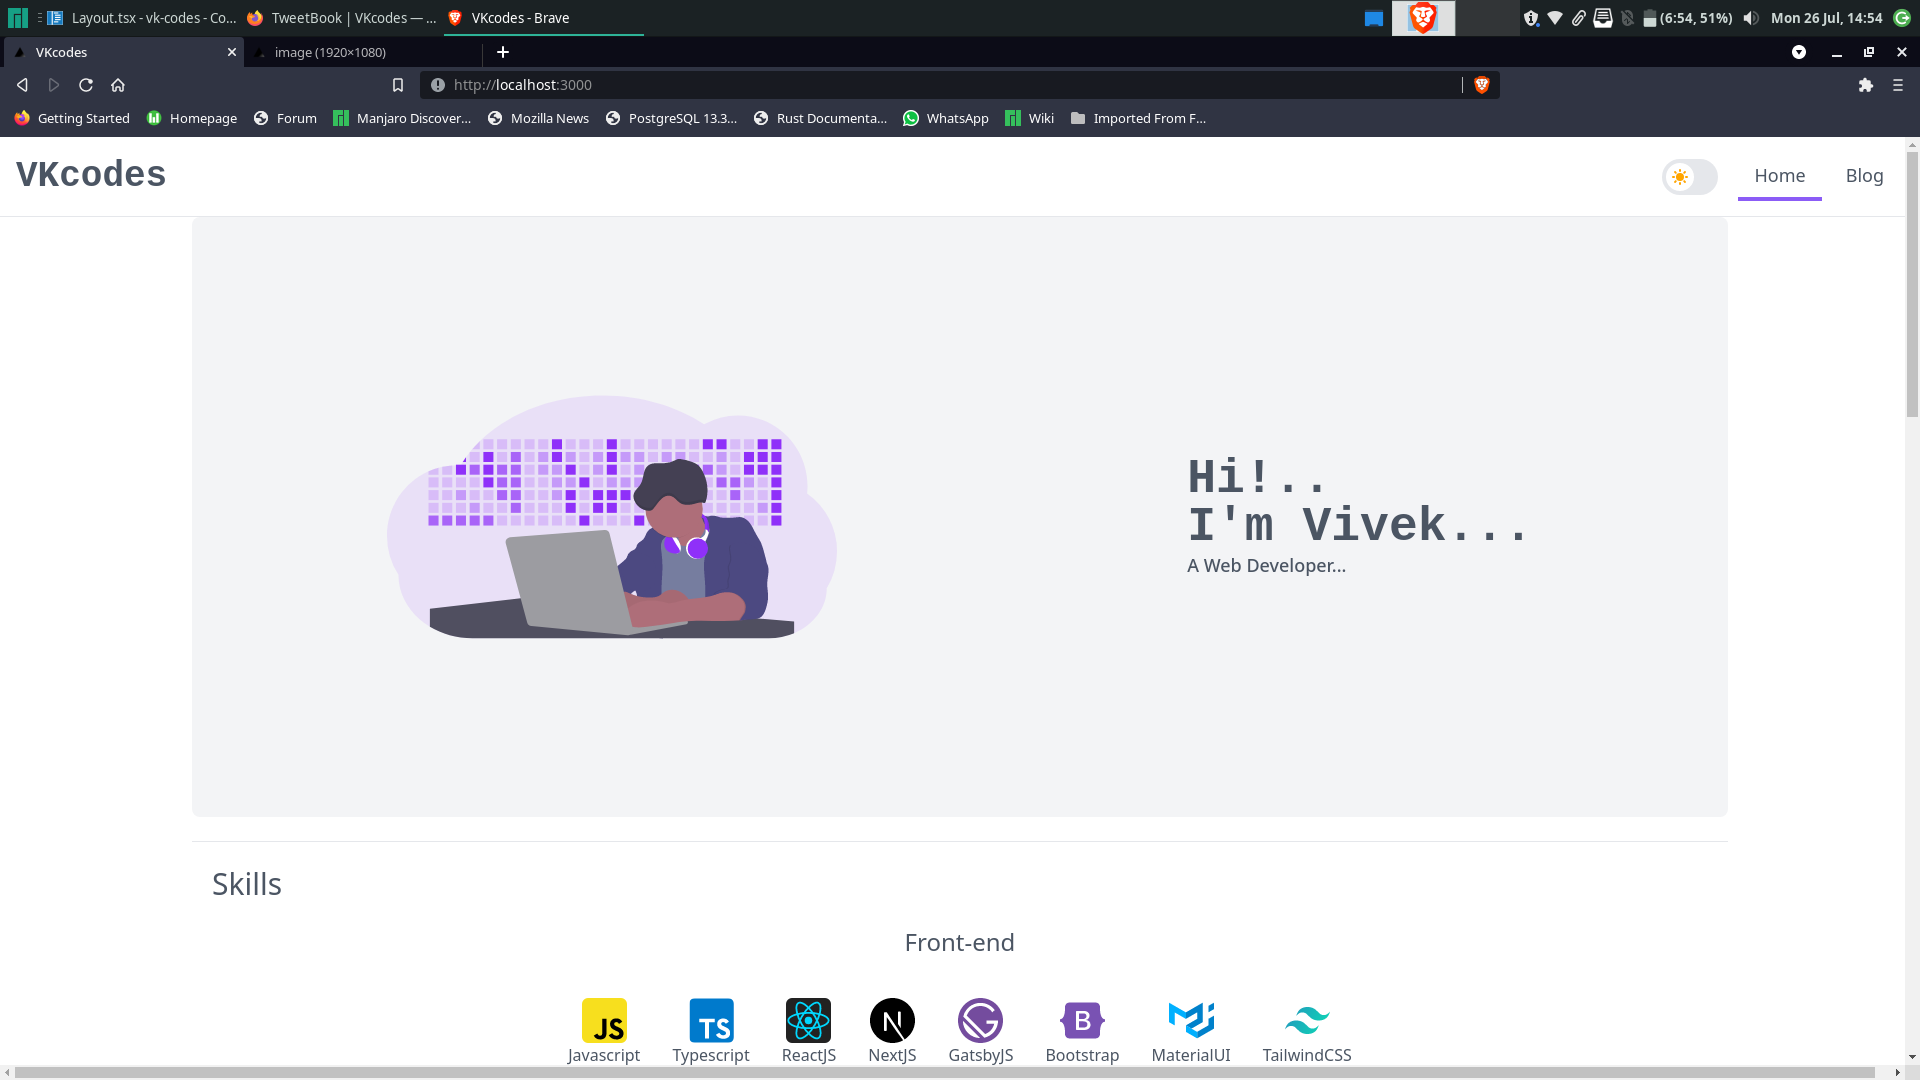 Layout.tsx - vk-codes - Co...
TweetBook | VKcodes — ...
VKcodes - Brave
(6:54, 51%)
Mon 26 Jul, 14:54
VKcodes
image (1920×1080)
http://localhost:3000
Getting Started
Homepage
Forum
Manjaro Discover...
Mozilla News
PostgreSQL 13.3...
Rust Documenta...
WhatsApp
Wiki
Imported From F...
VKcodes
Home
Blog
Hi!..
I'm Vivek...
A Web Developer...
Skills
Front-end
JS
TS
N
B
Javascript
Typescript
ReactJS
NextJS
GatsbyJS
Bootstrap
MaterialUI
TailwindCSS